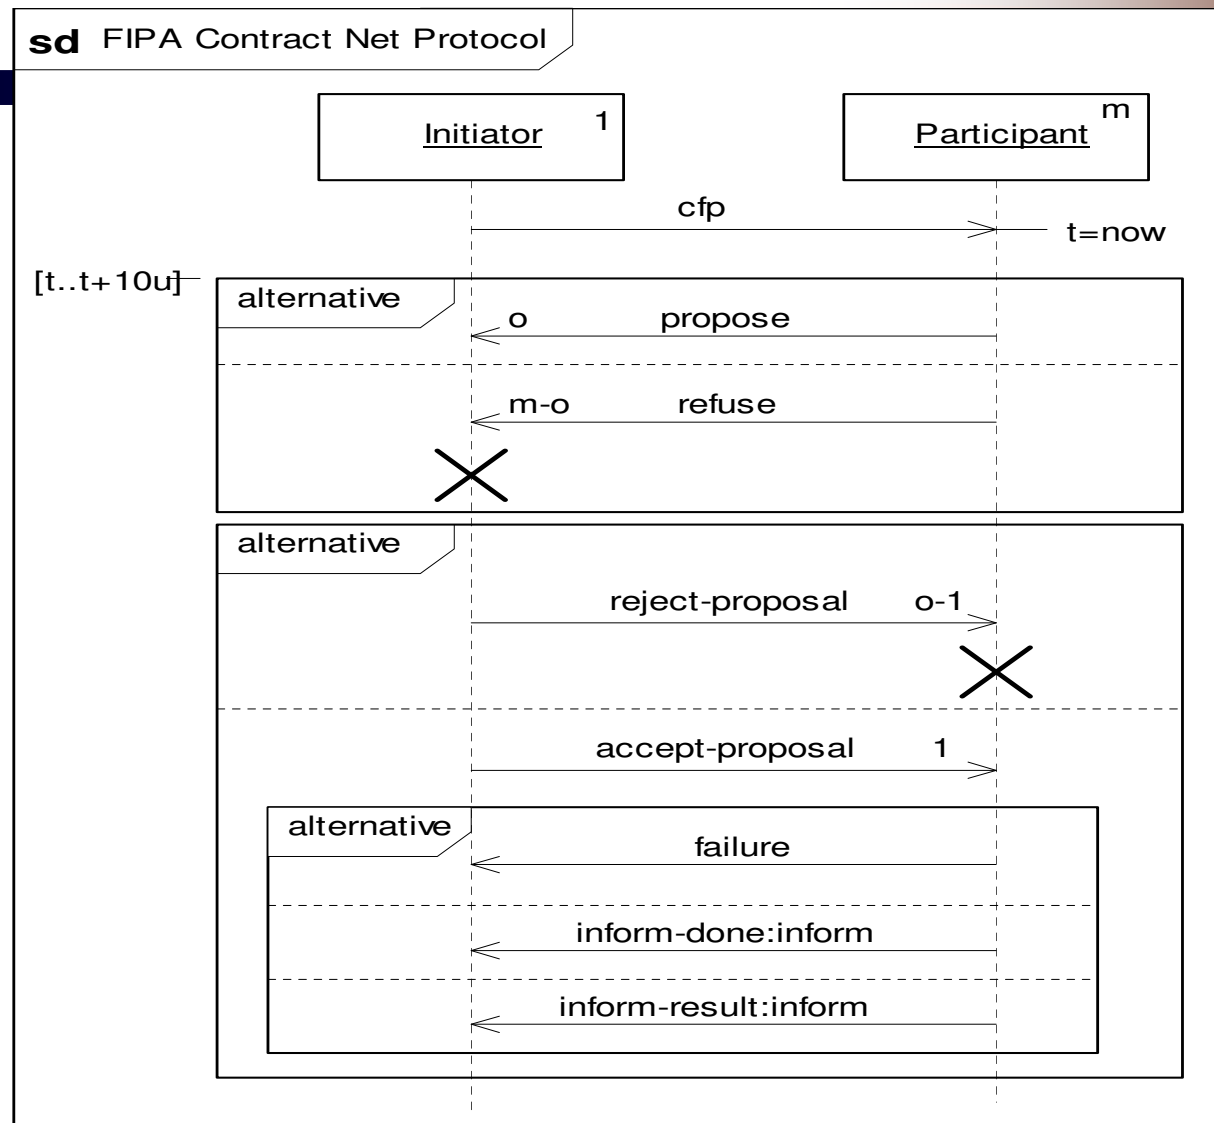 sd FIPA Contract Net Protocol
Initiator 1
Participant m
cfp
t=now
[t..t+10u]
alternative
o propose
m-o refuse
alternative
reject-proposal o-1
accept-proposal 1
alternative
failure
inform-done:inform
inform-result:inform